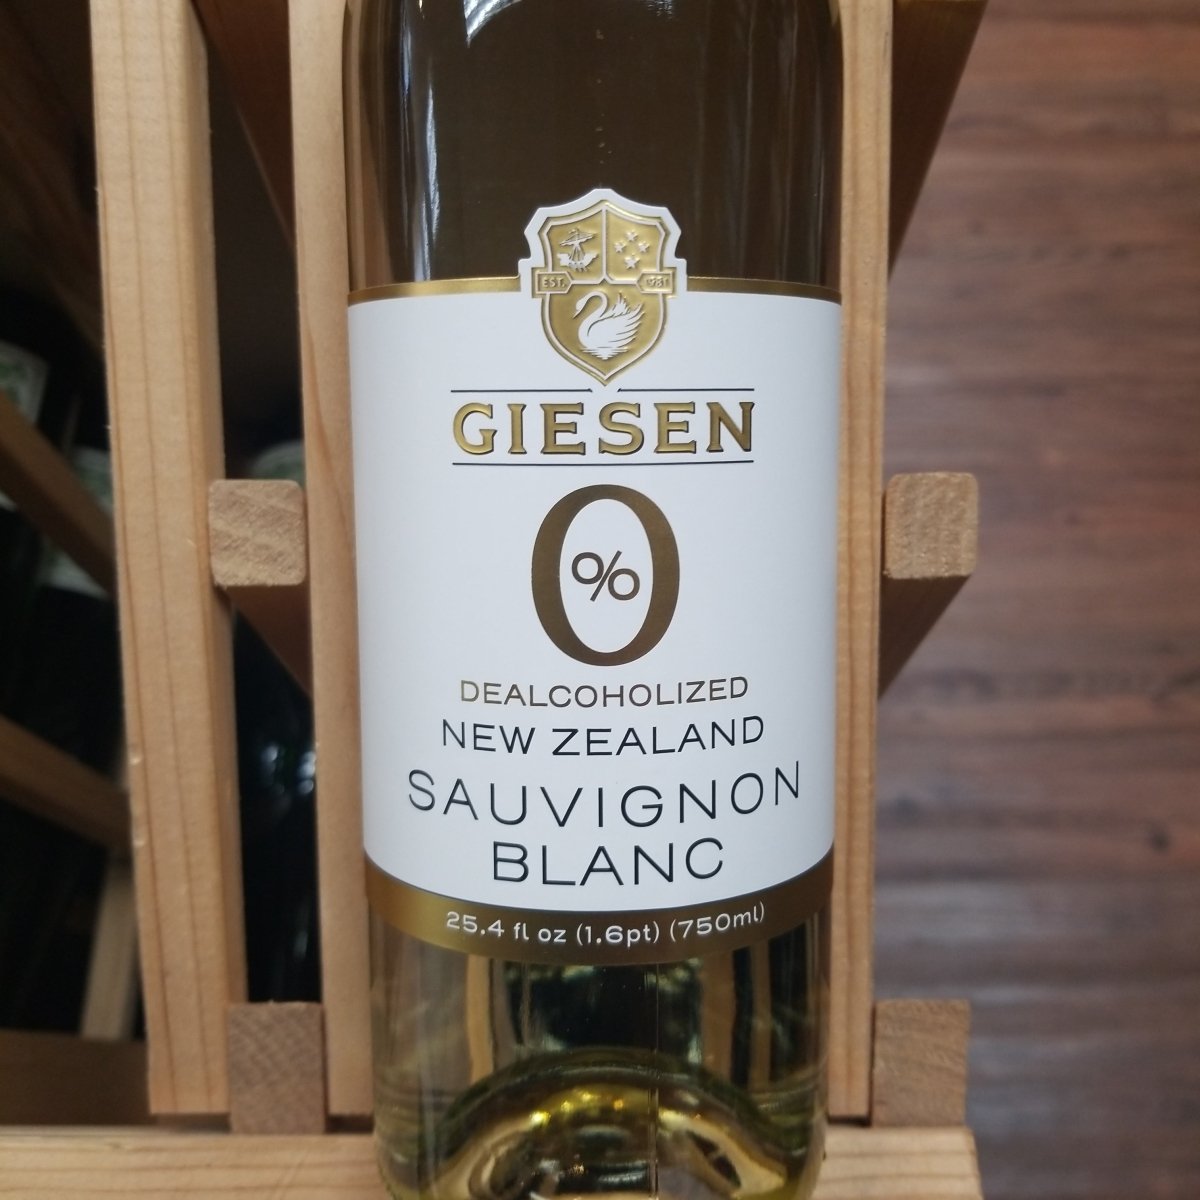 EST. 1981
GIESEN
0%
DEALCOHOLIZED
NEW ZEALAND
SAUVIGNON
BLANC
25.4 fl oz (1.6pt) (750ml)